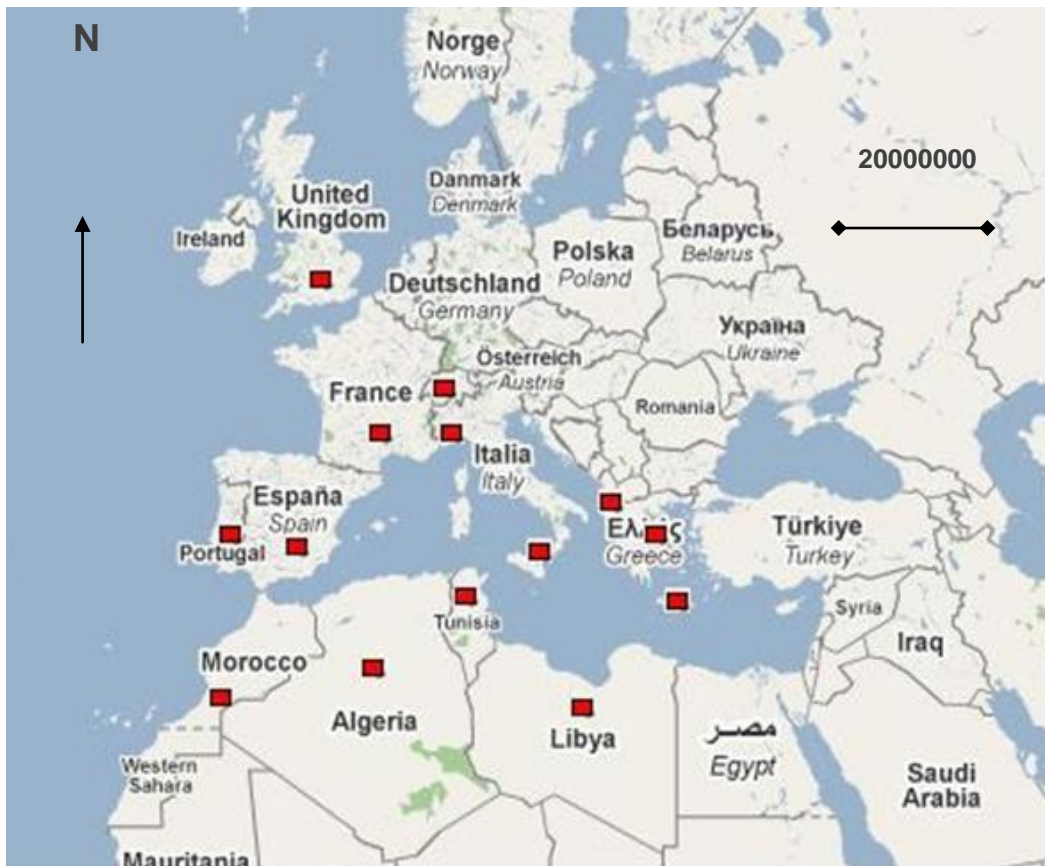 N
Norge
Norway
20000000
Danmark
Denmark
United
Kingdom
Ireland
Беларусь
Belarus
Polska
Poland
Deutschland
Germany
Україна
Ukraine
Österreich
Austria
France
Romania
Italia
Italy
España
Spain
Portugal
Greece
Türkiye
Turkey
Syria
Iraq
Tunisia
Morocco
Algeria
Libya
مصر
Egypt
Western
Sahara
Saudi
Arabia
Mauritania